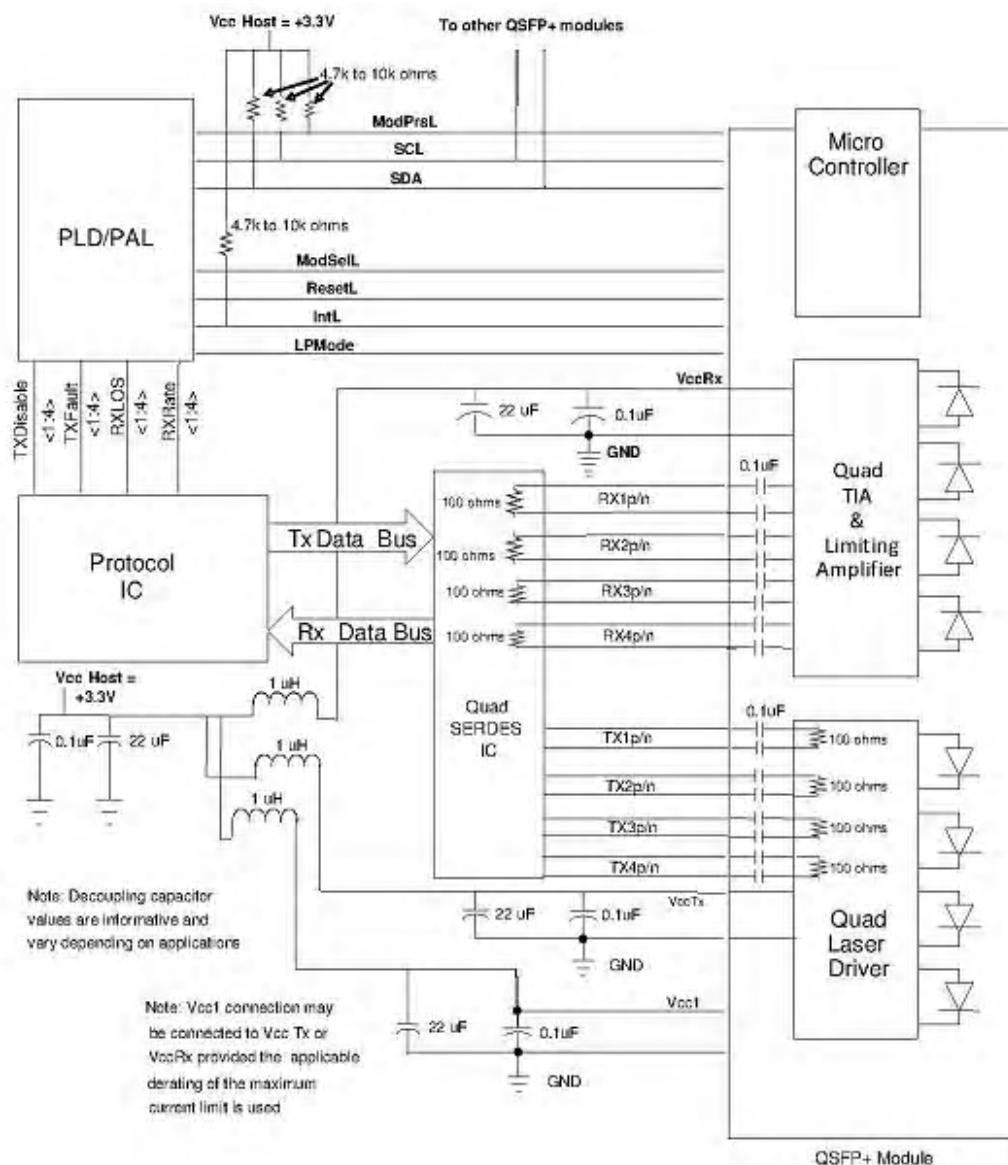 Vcc Host = +3.3V
To other QSFP+ modules
4.7k to 10k ohms
ModPrsL
SCL
SDA
Micro
Controller
PLD/PAL
4.7k to 10k ohms
ModSelL
ResetL
IntL
LPMode
TXDisable
<1:4>
TXFault
<1:4>
RXLOS
<1:4>
RXRate
<1:4>
VccRx
22 uF
0.1uF
GND
0.1uF
Quad
TIA
&
Limiting
Amplifier
100 ohms
RX1p/n
100 ohms
RX2p/n
100 ohms
RX3p/n
100 ohms
RX4p/n
Protocol
IC
Tx Data Bus
Rx Data Bus
Vcc Host =
+3.3V
0.1uF
22 uF
1 uH
1 uH
1 uH
Quad
SERDES
IC
0.1uF
TX1p/n
100 ohms
TX2p/n
100 ohms
TX3p/n
100 ohms
TX4p/n
100 ohms
Quad
Laser
Driver
VccTx
22 uF
0.1uF
GND
Note: Decoupling capacitor
values are informative and
vary depending on applications
Vcc1
22 uF
0.1uF
GND
Note: Vcc1 connection may
be connected to Vcc Tx or
VccRx provided the applicable
derating of the maximum
current limit is used
QSFP+ Module